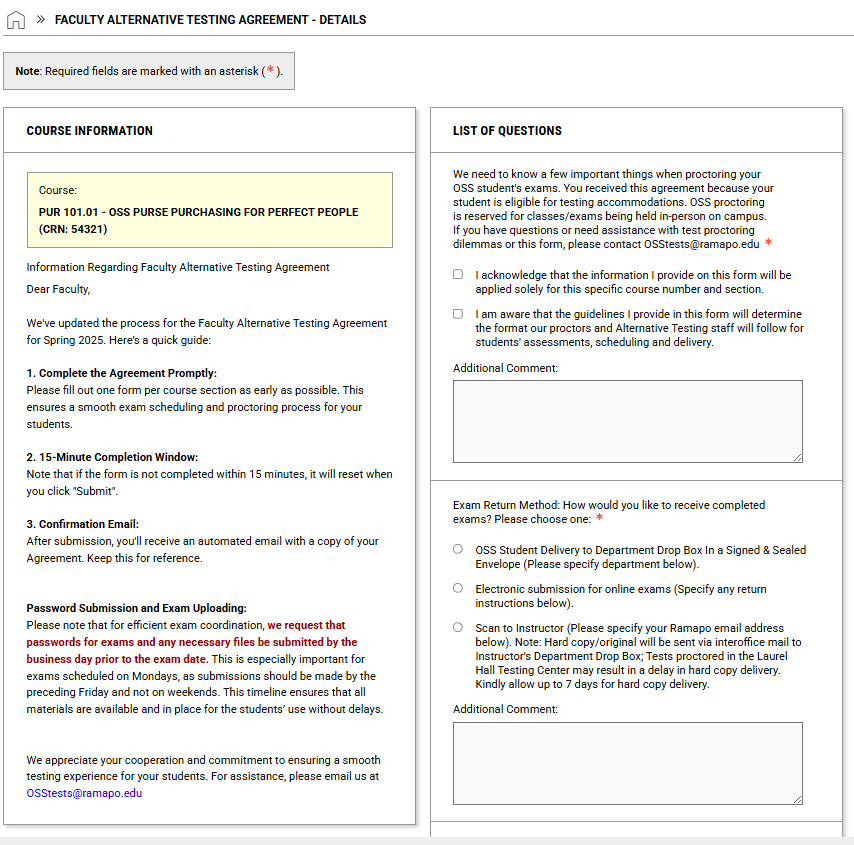 » FACULTY ALTERNATIVE TESTING AGREEMENT - DETAILS
Note: Required fields are marked with an asterisk (*).
COURSE INFORMATION
Course:
PUR 101.01 - OSS PURSE PURCHASING FOR PERFECT PEOPLE
(CRN: 54321)
Information Regarding Faculty Alternative Testing Agreement
Dear Faculty,
We've updated the process for the Faculty Alternative Testing Agreement
for Spring 2025. Here's a quick guide:
1. Complete the Agreement Promptly:
Please fill out one form per course section as early as possible. This
ensures a smooth exam scheduling and proctoring process for your
students.
2. 15-Minute Completion Window:
Note that if the form is not completed within 15 minutes, it will reset when
you click "Submit".
3. Confirmation Email:
After submission, you'll receive an automated email with a copy of your
Agreement. Keep this for reference.
Password Submission and Exam Uploading:
Please note that for efficient exam coordination, we request that
passwords for exams and any necessary files be submitted by the
business day prior to the exam date. This is especially important for
exams scheduled on Mondays, as submissions should be made by the
preceding Friday and not on weekends. This timeline ensures that all
materials are available and in place for the students’ use without delays.
We appreciate your cooperation and commitment to ensuring a smooth
testing experience for your students. For assistance, please email us at
OSStests@ramapo.edu
LIST OF QUESTIONS
We need to know a few important things when proctoring your
OSS student's exams. You received this agreement because your
student is eligible for testing accommodations. OSS proctoring
is reserved for classes/exams being held in-person on campus.
If you have questions or need assistance with test proctoring
dilemmas or this form, please contact OSStests@ramapo.edu *
I acknowledge that the information I provide on this form will be
applied solely for this specific course number and section.
I am aware that the guidelines I provide in this form will determine
the format our proctors and Alternative Testing staff will follow for
students' assessments, scheduling and delivery.
Additional Comment:
Exam Return Method: How would you like to receive completed
exams? Please choose one: *
OSS Student Delivery to Department Drop Box In a Signed & Sealed
Envelope (Please specify department below).
Electronic submission for online exams (Specify any return
instructions below).
Scan to Instructor (Please specify your Ramapo email address
below). Note: Hard copy/original will be sent via interoffice mail to
Instructor's Department Drop Box; Tests proctored in the Laurel
Hall Testing Center may result in a delay in hard copy delivery.
Kindly allow up to 7 days for hard copy delivery.
Additional Comment: